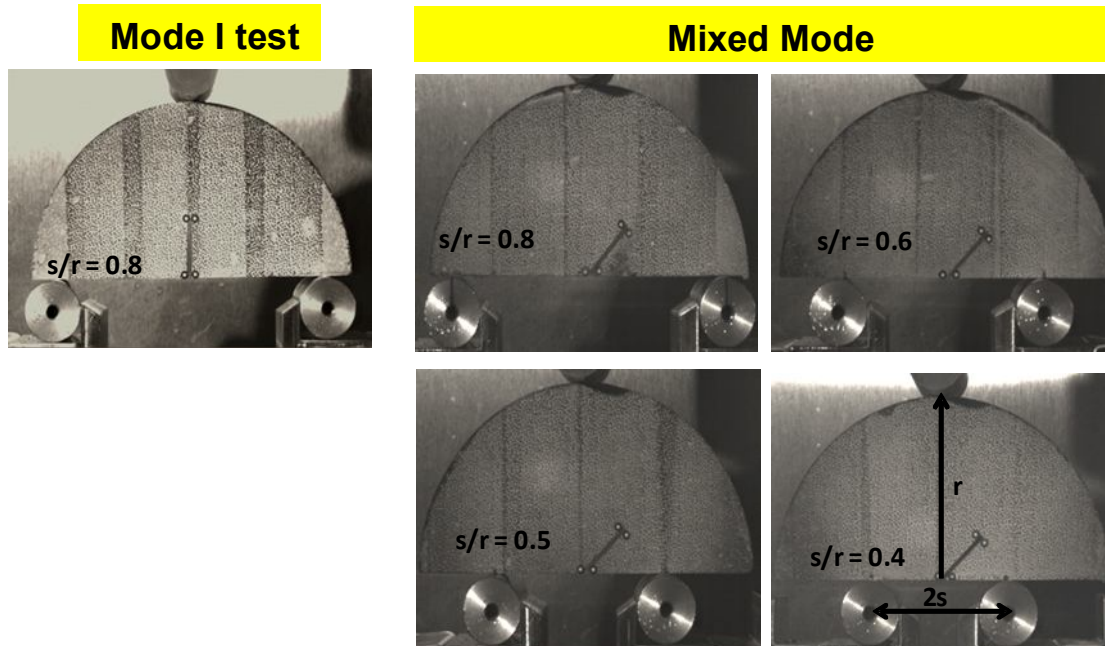 Mode I test
Mixed Mode
s/r = 0.8
s/r = 0.8
s/r = 0.6
s/r = 0.5
r
s/r = 0.4
2s